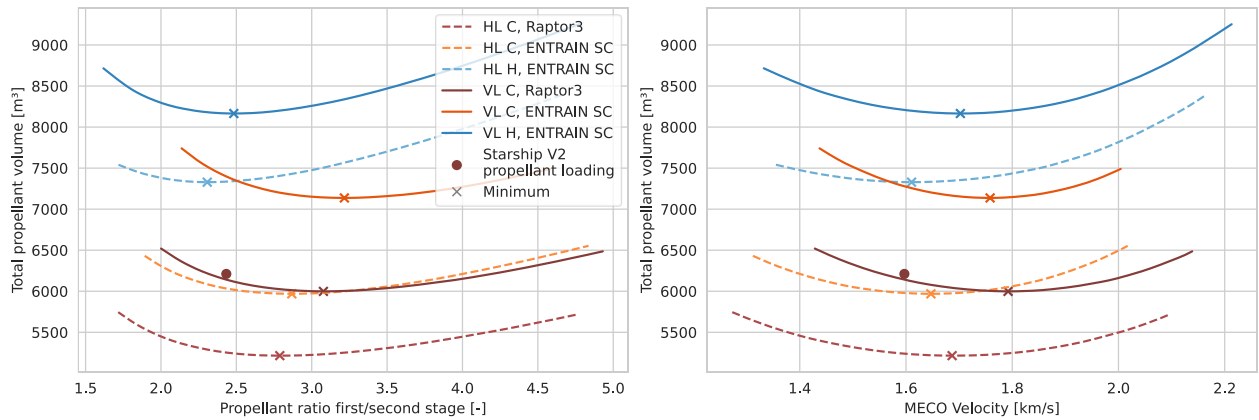 Total propellant volume [m³]
9000
8500
8000
7500
7000
6500
6000
5500
1.5
2.0
2.5
3.0
3.5
4.0
4.5
5.0
Propellant ratio first/second stage [-]
HL C, Raptor3
HL C, ENTRAIN SC
HL H, ENTRAIN SC
VL C, Raptor3
VL C, ENTRAIN SC
VL H, ENTRAIN SC
Starship V2
propellant loading
Minimum
Total propellant volume [m³]
9000
8500
8000
7500
7000
6500
6000
5500
1.4
1.6
1.8
2.0
2.2
MECO Velocity [km/s]